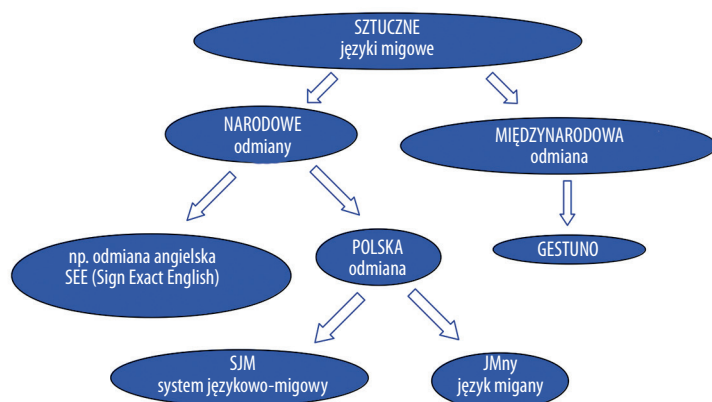 SZTUCZNE
języki migowe
NARODOWE
odmiany
MIĘDZYNARODOWA
odmiana
np. odmiana angielska
SEE (Sign Exact English)
POLSKA
odmiana
GESTUNO
SJM
system językowo-migowy
JMny
język migany